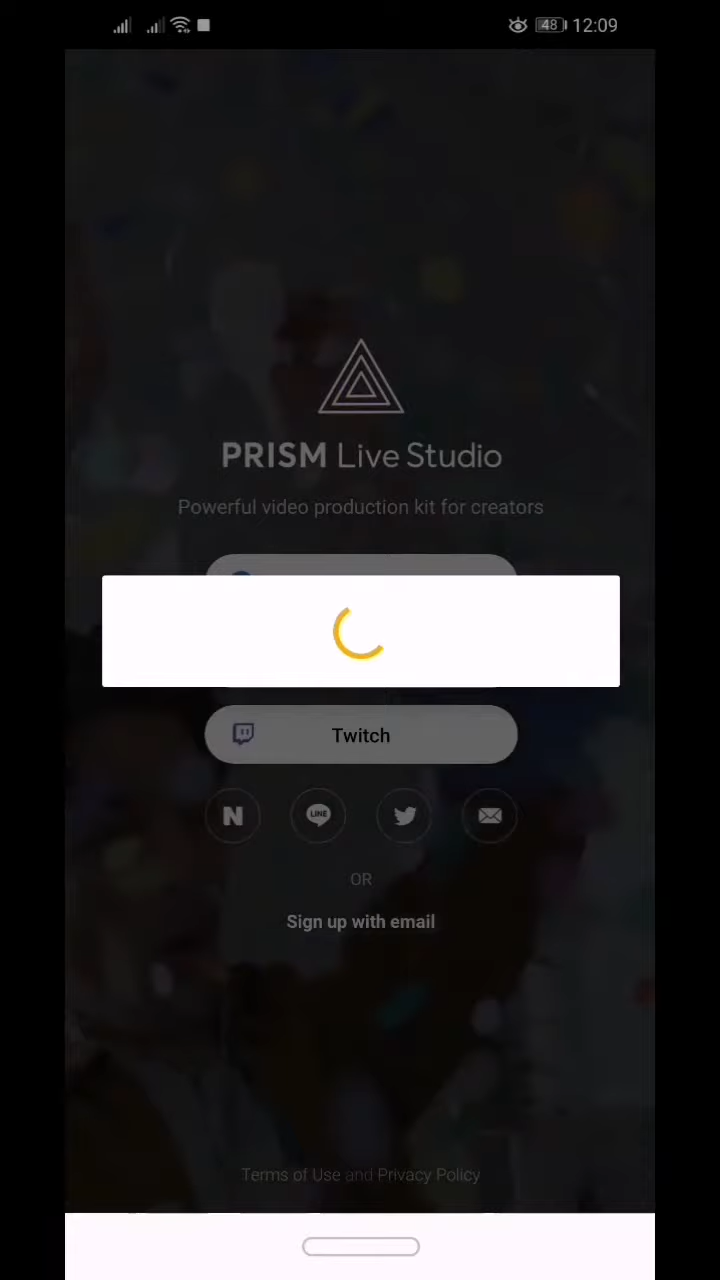 48 12:09
PRISM Live Studio
Powerful video production kit for creators
Twitch
N LINE
OR
Sign up with email
Terms of Use and Privacy Policy